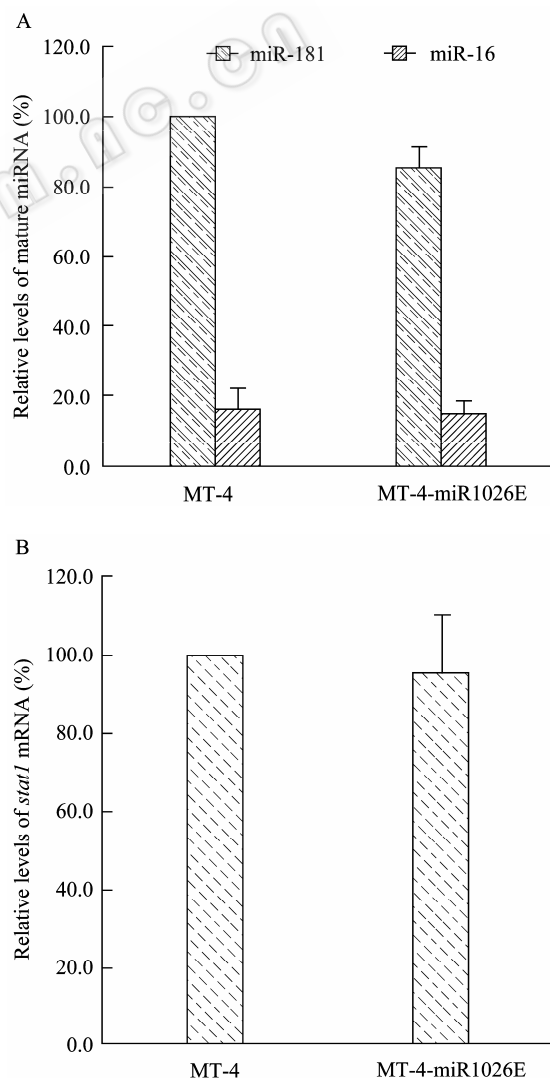 A
120.0
miR-181 miR-16
100.0
80.0
60.0
40.0
20.0
0.0
Relative levels of mature miRNA (%)
MT-4 MT-4-miR1026E
m.nc.cn
B
120.0
100.0
80.0
60.0
40.0
20.0
0.0
Relative levels of stat1 mRNA (%)
MT-4 MT-4-miR1026E